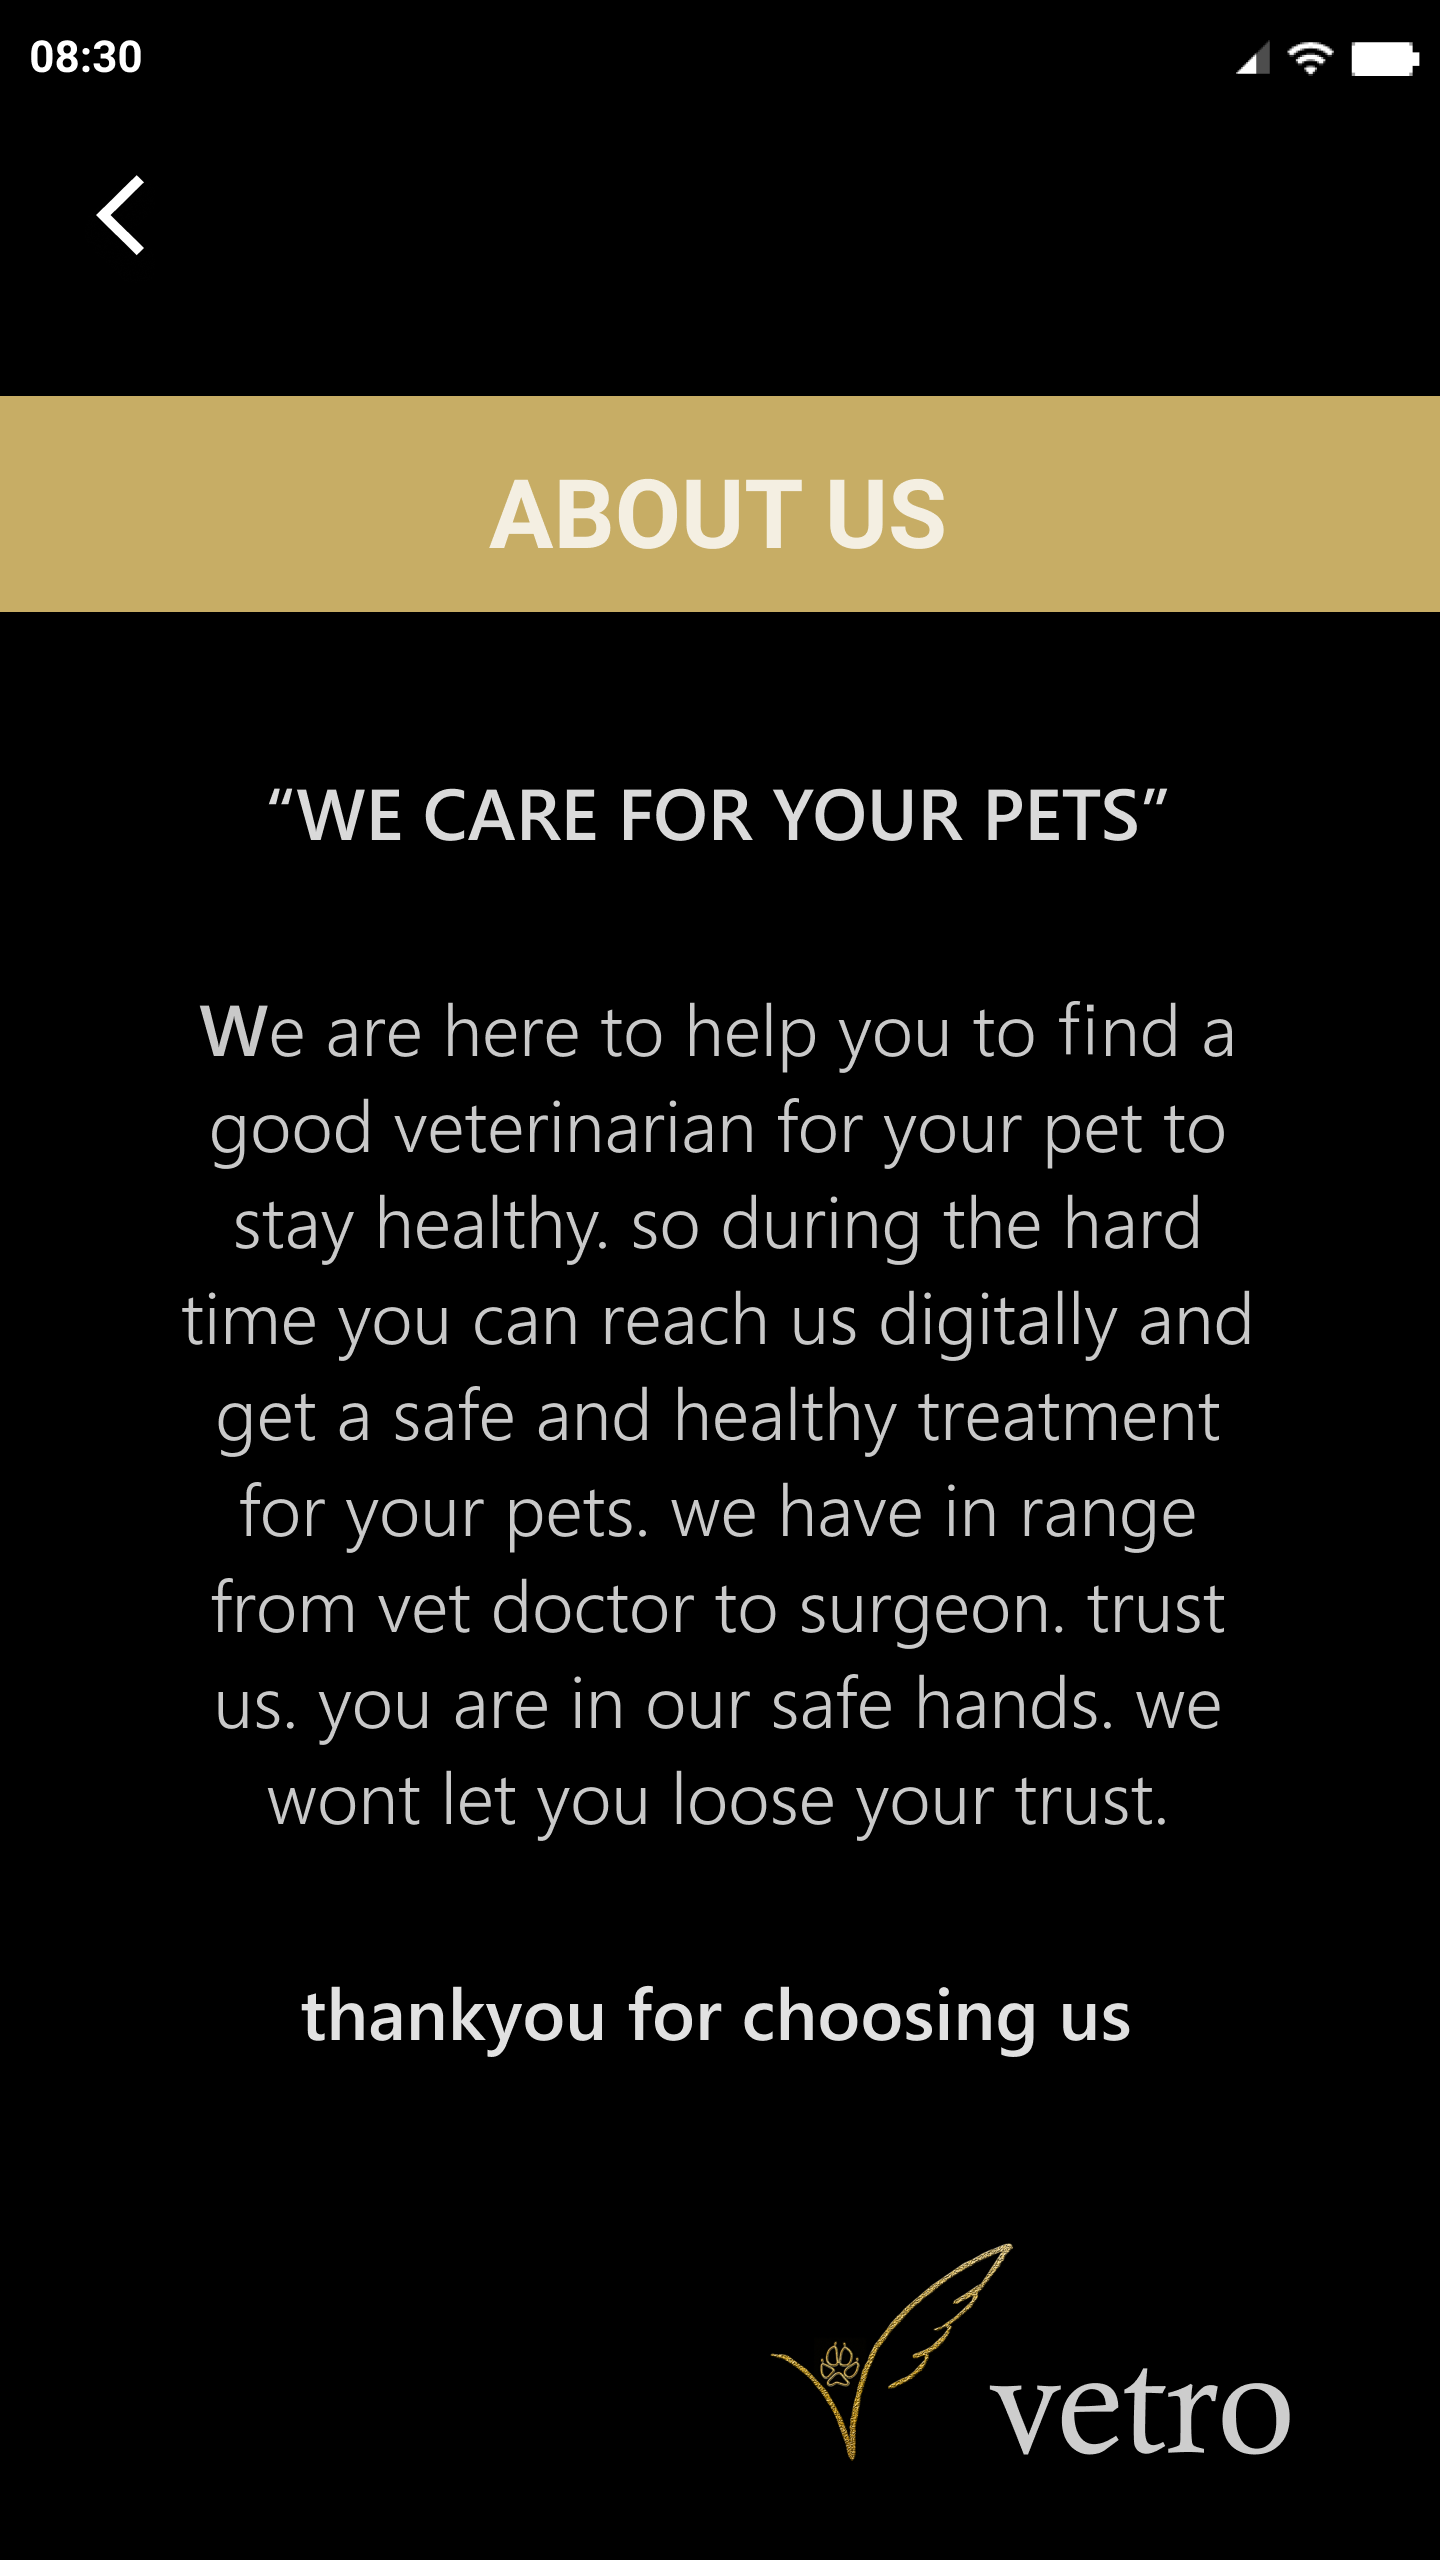 08:30
ABOUT US
“WE CARE FOR YOUR PETS”
We are here to help you to find a
good veterinarian for your pet to
stay healthy. so during the hard
time you can reach us digitally and
get a safe and healthy treatment
for your pets. we have in range
from vet doctor to surgeon. trust
us. you are in our safe hands. we
wont let you loose your trust.
thankyou for choosing us
vetro